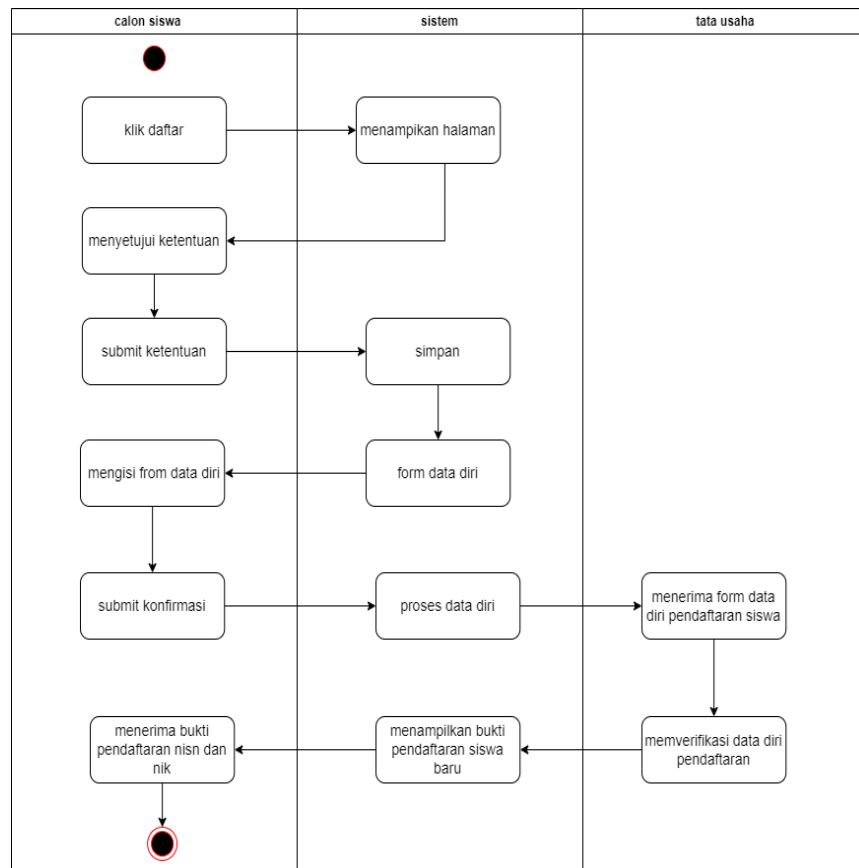 calon siswa
sistem
tata usaha
klik daftar
menampikan halaman
menyetujui ketentuan
submit ketentuan
simpan
mengisi from data diri
form data diri
submit konfirmasi
proses data diri
menerima form data
diri pendaftaran siswa
menerima bukti
pendaftaran nisn dan
nik
menampilkan bukti
pendaftaran siswa
baru
memverifikasi data diri
pendaftaran